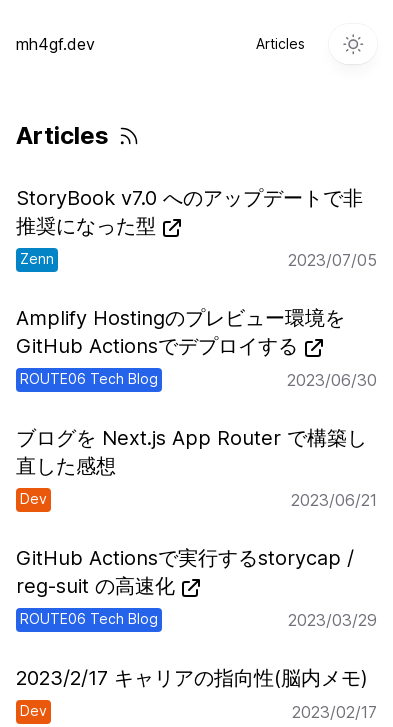 mh4gf.dev
Articles
Articles
StoryBook v7.0 へのアップデートで非
推奨になった型
Zenn
2023/07/05
Amplify Hostingのプレビュー環境を
GitHub Actionsでデプロイする
ROUTE06 Tech Blog
2023/06/30
ブログを Next.js App Router で構築し
直した感想
Dev
2023/06/21
GitHub Actionsで実行するstorycap /
reg-suit の高速化
ROUTE06 Tech Blog
2023/03/29
2023/2/17 キャリアの指向性(脳内メモ)
Dev
2023/02/17